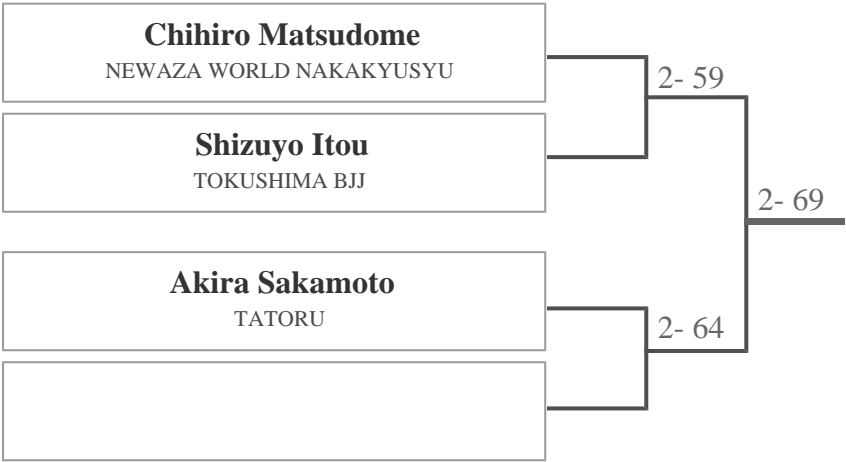 Chihiro Matsudome
NEWAZA WORLD NAKAKYUSYU
2- 59
Shizuyo Itou
TOKUSHIMA BJJ
2- 69
Akira Sakamoto
TATORU
2- 64